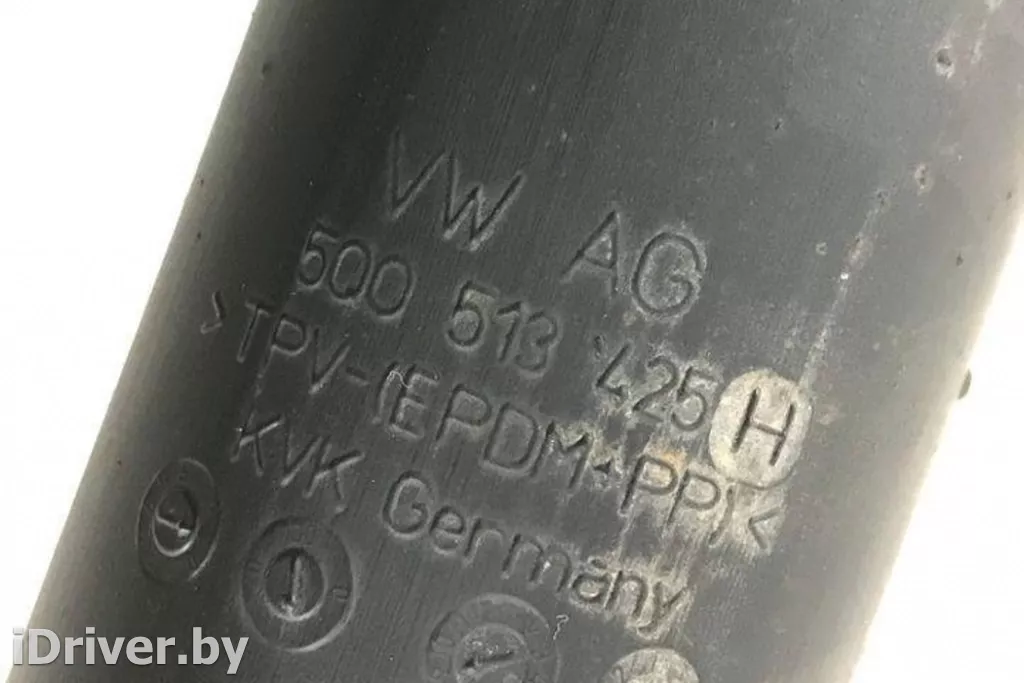 VW AG
5Q0 513 425 H
>TPV-(EPDM+PP)<
KVK Germany
iDriver.by